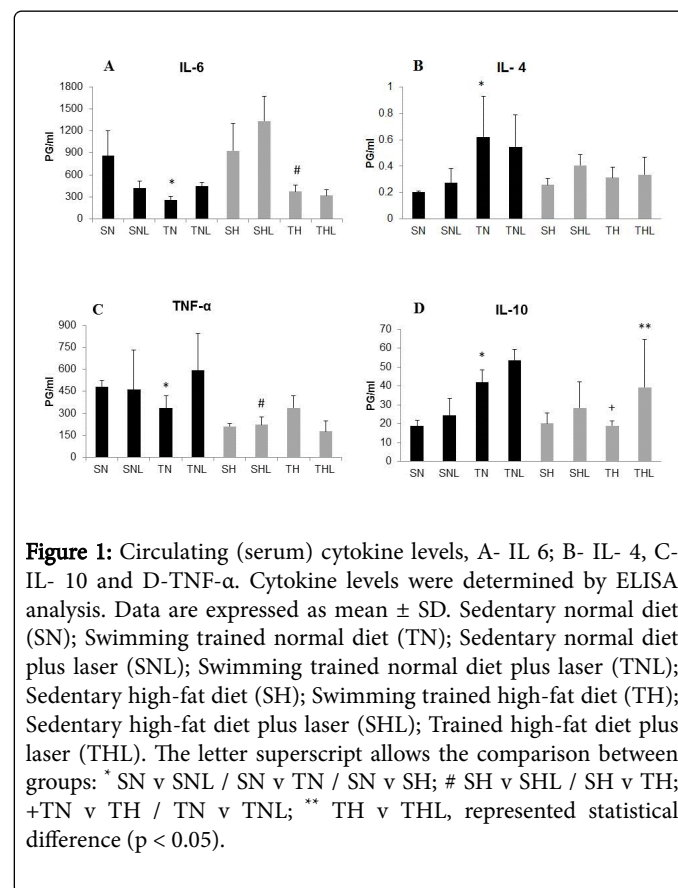 A
IL-6
1800
1500
1200
900
600
300
0
PG/ml
*
#
SN SNL TN TNL SH SHL TH THL
B
IL- 4
1
0.8
0.6
0.4
0.2
0
PG/ml
*
SN SNL TN TNL SH SHL TH THL
C
TNF-α
900
750
600
450
300
150
0
PG/ml
*
#
SN SNL TN TNL SH SHL TH THL
D
IL-10
70
60
50
40
30
20
10
0
PG/ml
*
+
**
SN SNL TN TNL SH SHL TH THL
Figure 1: Circulating (serum) cytokine levels, A- IL 6; B- IL- 4, C-
IL- 10 and D-TNF-α. Cytokine levels were determined by ELISA
analysis. Data are expressed as mean ± SD. Sedentary normal diet
(SN); Swimming trained normal diet (TN); Sedentary normal diet
plus laser (SNL); Swimming trained normal diet plus laser (TNL);
Sedentary high-fat diet (SH); Swimming trained high-fat diet (TH);
Sedentary high-fat diet plus laser (SHL); Trained high-fat diet plus
laser (THL). The letter superscript allows the comparison between
groups: * SN v SNL / SN v TN / SN v SH; # SH v SHL / SH v TH;
+TN v TH / TN v TNL; ** TH v THL, represented statistical
difference (p < 0.05).